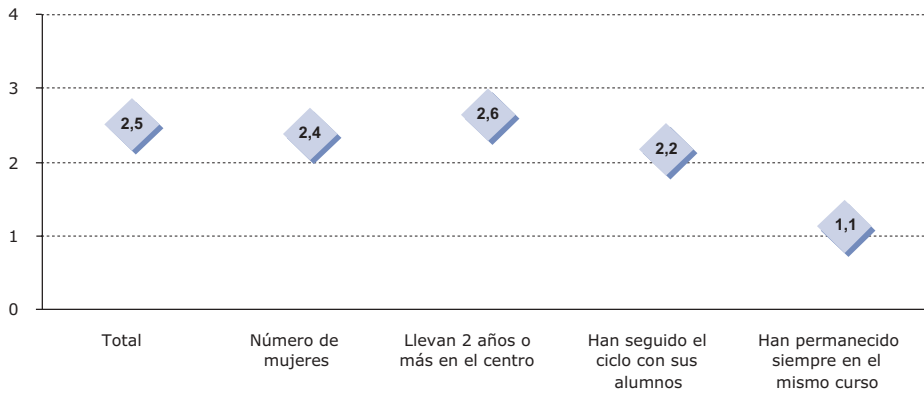 4
3
2
1
0
2,5
2,4
2,6
2,2
1,1
Total
Número de
mujeres
Llevan 2 años o
más en el centro
Han seguido el
ciclo con sus
alumnos
Han permanecido
siempre en el
mismo curso